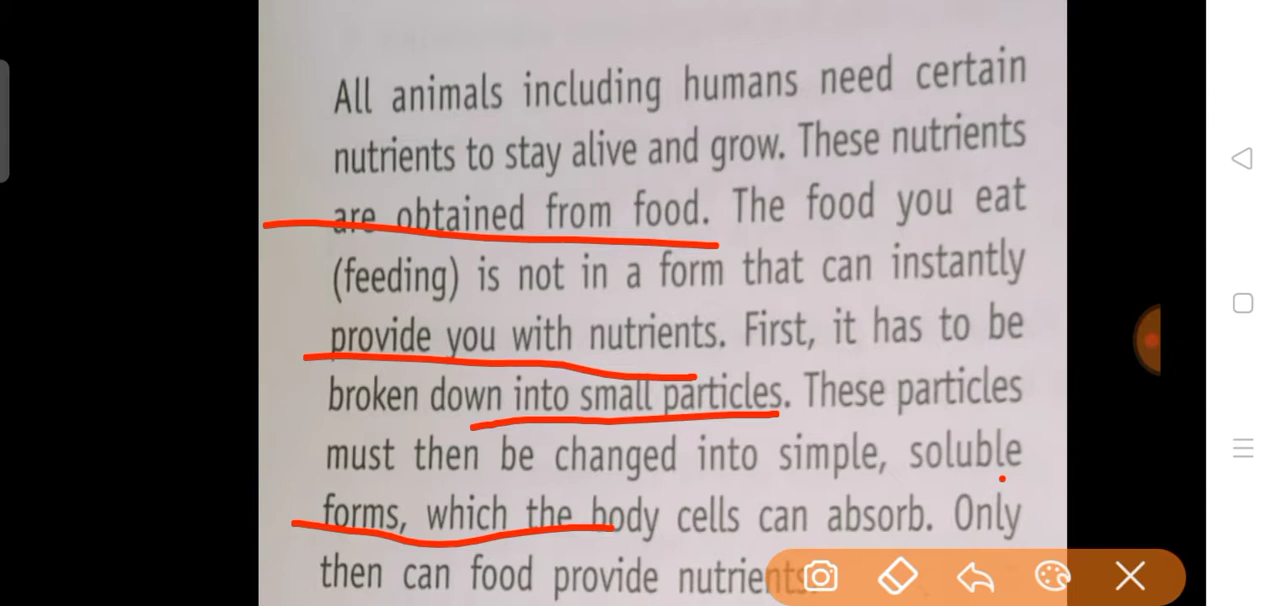 All animals including humans need certain
nutrients to stay alive and grow. These nutrients
are obtained from food. The food you eat
(feeding) is not in a form that can instantly
provide you with nutrients. First, it has to be
broken down into small particles. These particles
must then be changed into simple, soluble
forms, which the body cells can absorb. Only
then can food provide nutrients.